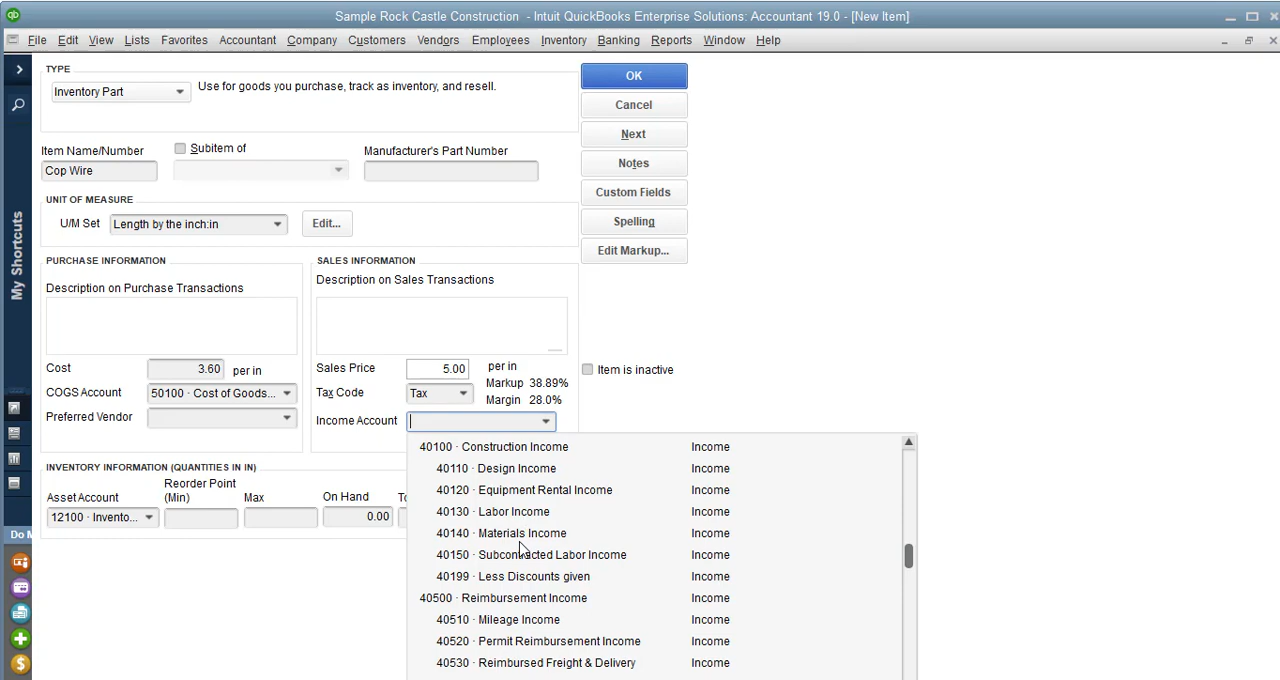 Sample Rock Castle Construction - Intuit QuickBooks Enterprise Solutions: Accountant 19.0 - [New Item]
File Edit View Lists Favorites Accountant Company Customers Vendors Employees Inventory Banking Reports Window Help
TYPE
Inventory Part
Use for goods you purchase, track as inventory, and resell.
OK
Cancel
Next
Notes
Custom Fields
Spelling
Edit Markup...
Item Name/Number
Subitem of
Manufacturer's Part Number
Cop Wire
UNIT OF MEASURE
U/M Set Length by the inch:in Edit...
My Shortcuts
PURCHASE INFORMATION
Description on Purchase Transactions
Cost 3.60 per in
COGS Account 50100 · Cost of Goods...
Preferred Vendor
SALES INFORMATION
Description on Sales Transactions
Sales Price 5.00 per in
Markup 38.89%
Tax Code Tax
Margin 28.0%
Income Account
Item is inactive
INVENTORY INFORMATION (QUANTITIES IN IN)
Asset Account
Reorder Point
(Min)
Max
On Hand
12100 · Invento...
0.00
Do
40100 · Construction Income Income
40110 · Design Income Income
40120 · Equipment Rental Income Income
40130 · Labor Income Income
40140 · Materials Income Income
40150 · Subcontracted Labor Income Income
40199 · Less Discounts given Income
40500 · Reimbursement Income Income
40510 · Mileage Income Income
40520 · Permit Reimbursement Income Income
40530 · Reimbursed Freight & Delivery Income